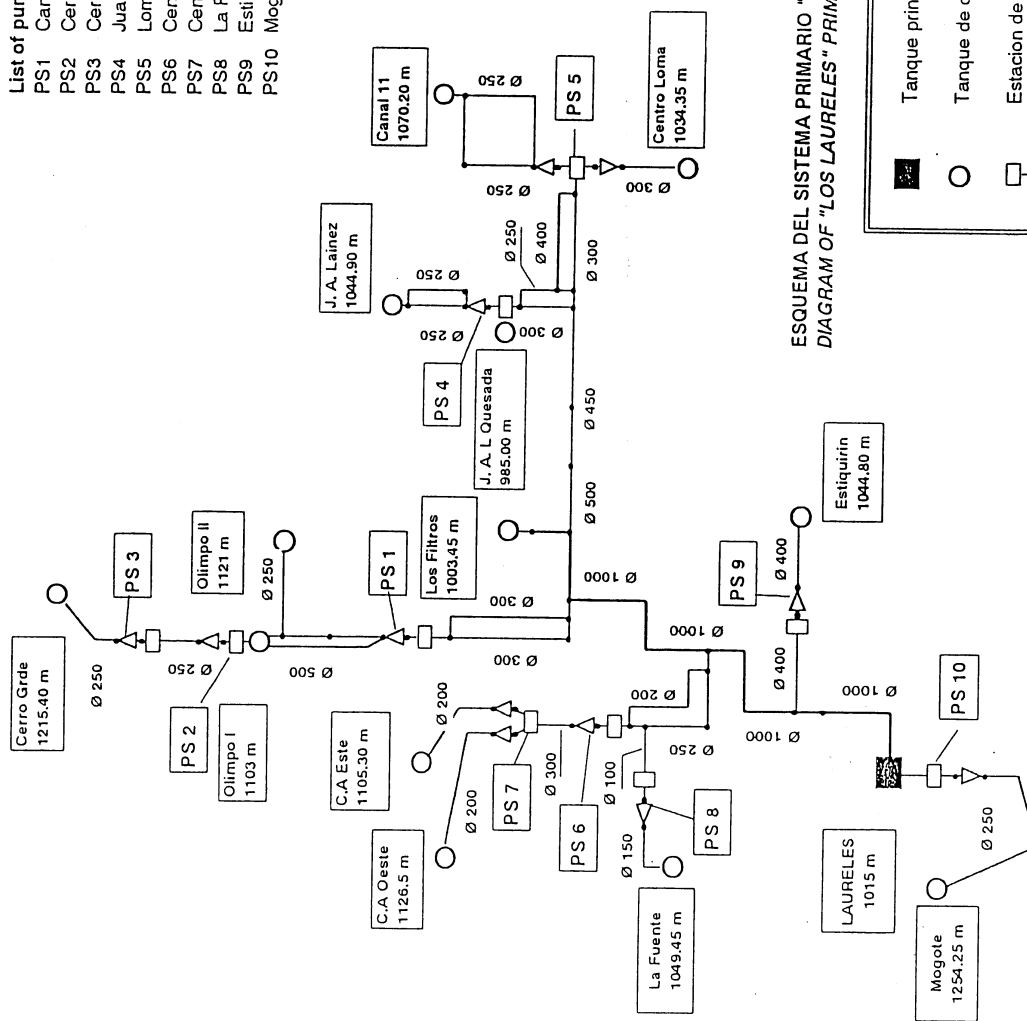 List of pur
PS1 Car
PS2 Cer
PS3 Cer
PS4 Jua
PS5 Lom
PS6 Cen
PS7 Cen
PS8 La F
PS9 Esti
PS10 Mog
Cerro Grde
1215.40 m
Ø 250
PS 3
Olimpo II
1121 m
Ø 250
Ø 250
PS 2
Olimpo I
1103 m
Ø 500
PS 1
Los Filtros
1003.45 m
Ø 300
Ø 300
C.A Este
1105.30 m
Ø 200
C.A Oeste
1126.5 m
Ø 200
PS 7
Ø 300
PS 6
Ø 100
Ø 200
Ø 250
Ø 150
PS 8
La Fuente
1049.45 m
Canal 11
1070.20 m
Ø 250
Ø 250
PS 5
Centro Loma
1034.35 m
Ø 300
J. A. Lainez
1044.90 m
Ø 250
Ø 250
PS 4
Ø 300
Ø 250
Ø 400
Ø 300
J. A. L Quesada
985.00 m
Ø 450
Ø 500
Ø 1000
Ø 1000
Ø 1000
Ø 1000
PS 9
Ø 400
Ø 400
Estiquirin
1044.80 m
LAURELES
1015 m
PS 10
Ø 250
Mogote
1254.25 m
ESQUEMA DEL SISTEMA PRIMARIO "
DIAGRAM OF "LOS LAURELES" PRIM
Tanque prin
Tanque de d
Estacion de